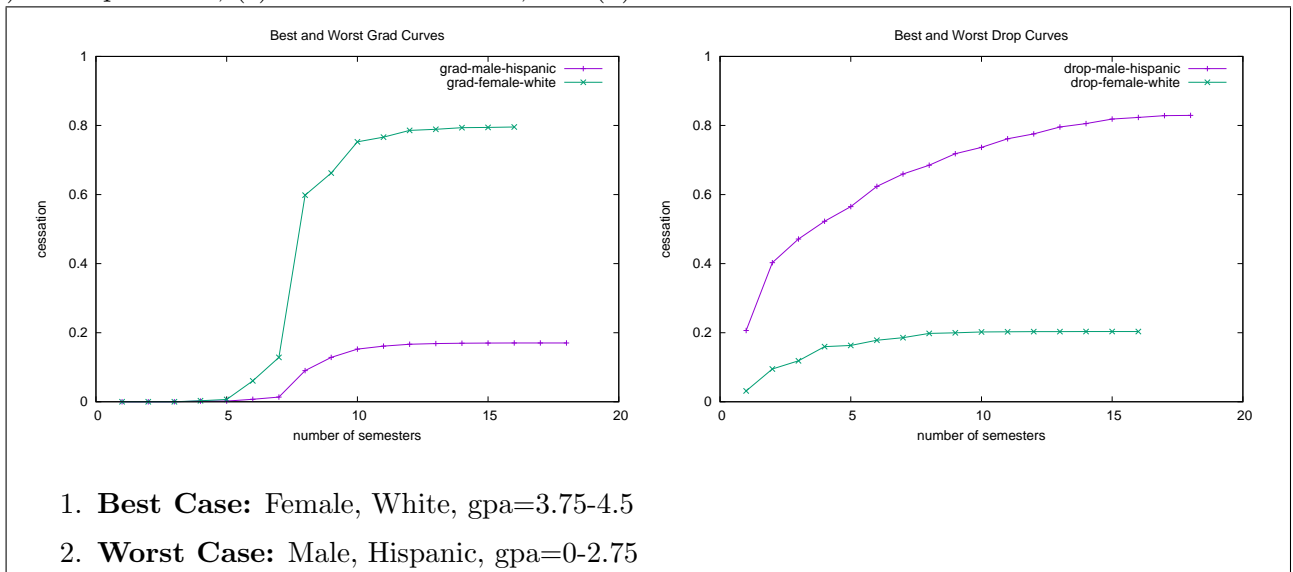 Best and Worst Grad Curves
1
0.8
0.6
0.4
0.2
0
cessation
grad-male-hispanic
grad-female-white
0 5 10 15 20
number of semesters
Best and Worst Drop Curves
1
0.8
0.6
0.4
0.2
0
cessation
drop-male-hispanic
drop-female-white
0 5 10 15 20
number of semesters
1. Best Case: Female, White, gpa=3.75-4.5
2. Worst Case: Male, Hispanic, gpa=0-2.75